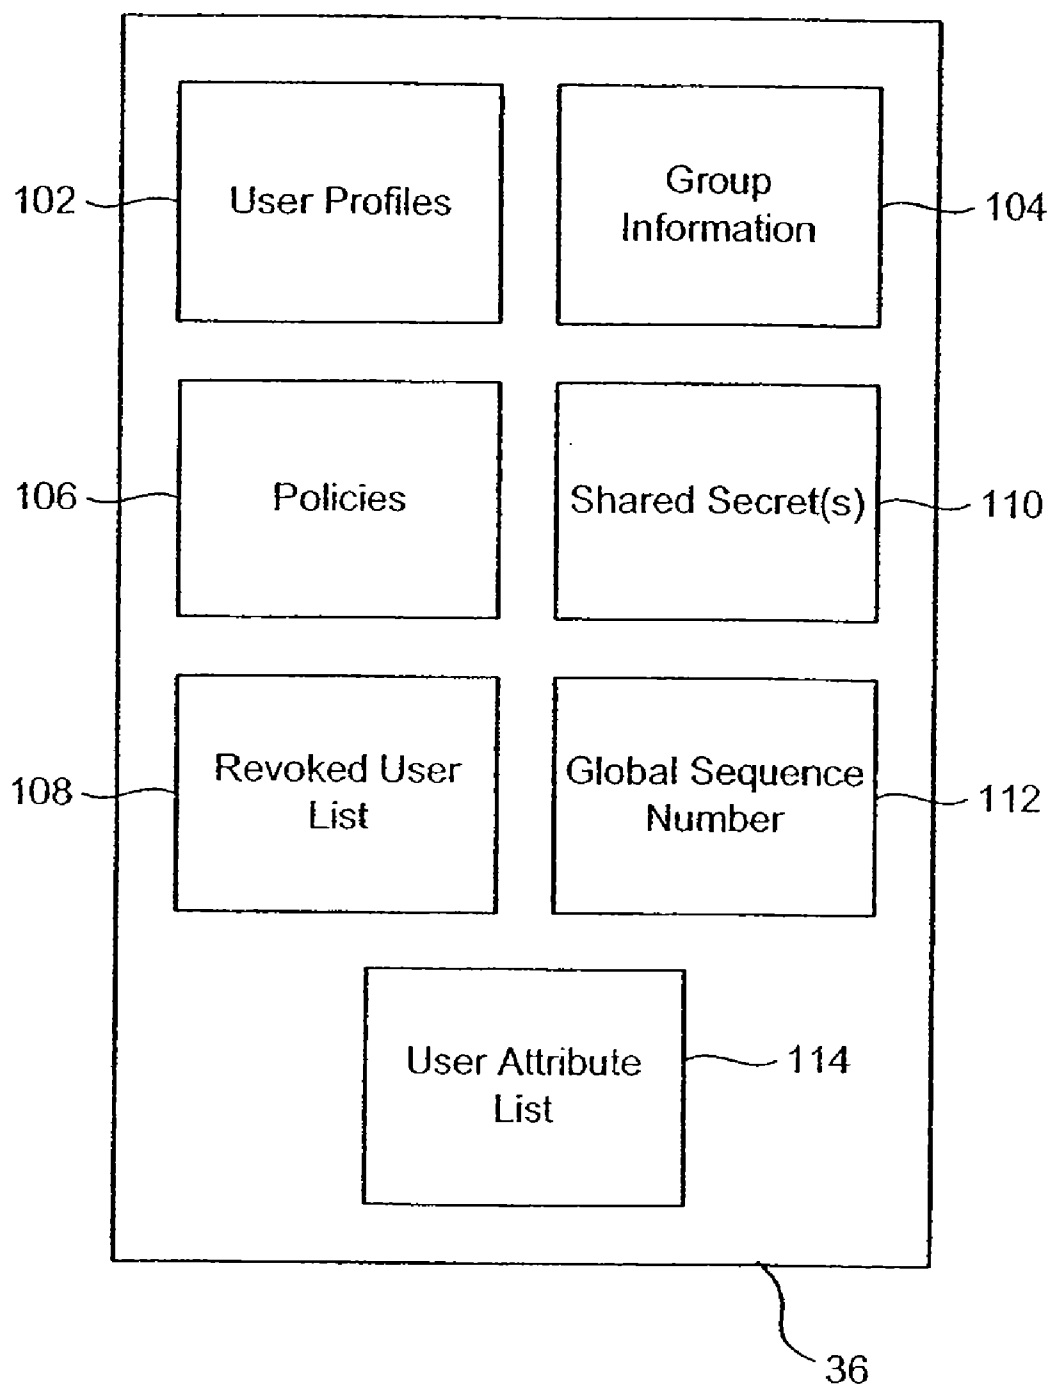 102
User Profiles
Group
Information
104
106
Policies
Shared Secret(s)
110
108
Revoked User
List
Global Sequence
Number
112
User Attribute
List
114
36